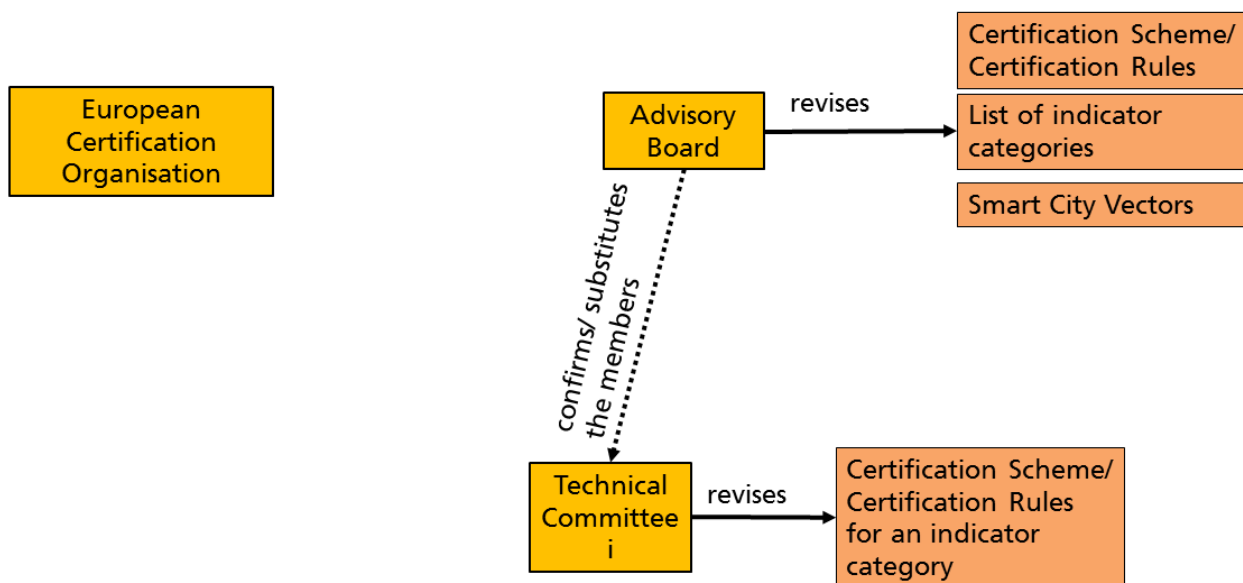 European
Certification
Organisation
Advisory
Board
revises
Certification Scheme/
Certification Rules
List of indicator
categories
Smart City Vectors
confirms/ substitutes
the members
Technical
Committee
i
revises
Certification Scheme/
Certification Rules
for an indicator
category